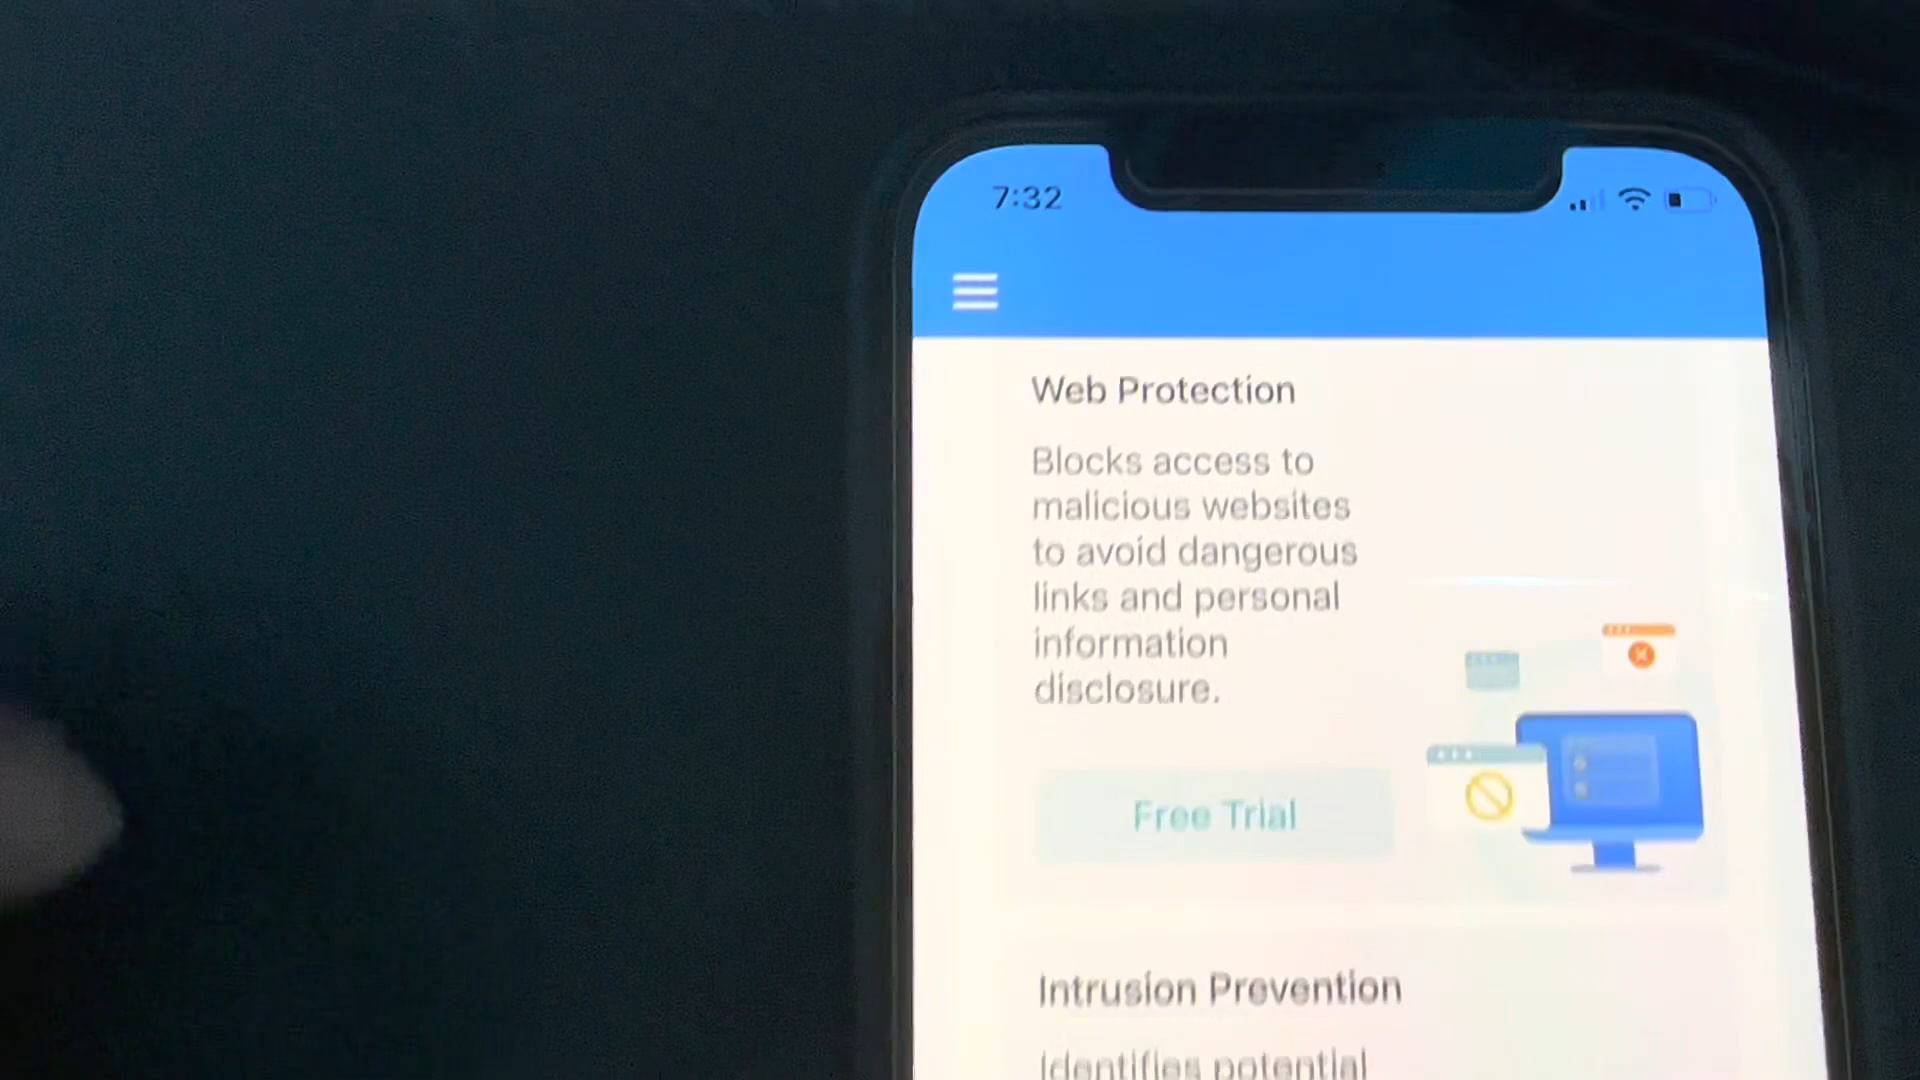 7:32
Web Protection
Blocks access to
malicious websites
to avoid dangerous
links and personal
information
disclosure.
Free Trial
Intrusion Prevention
Identifies potential